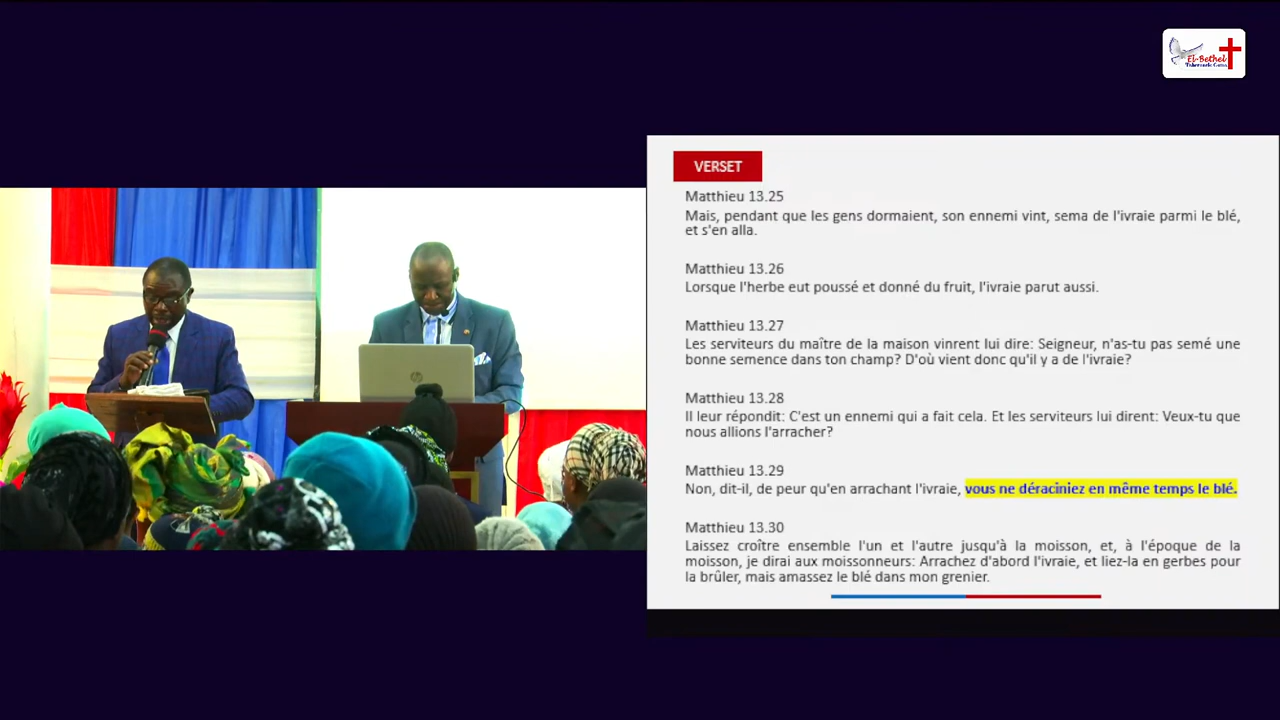 El-Bethel
VERSET
Matthieu 13.25
Mais, pendant que les gens dormaient, son ennemi vint, sema de l'ivraie parmi le blé,
et s'en alla.
Matthieu 13.26
Lorsque l'herbe eut poussé et donné du fruit, l'ivraie parut aussi.
Matthieu 13.27
Les serviteurs du maître de la maison vinrent lui dire: Seigneur, n'as-tu pas semé une
bonne semence dans ton champ? D'où vient donc qu'il y a de l'ivraie?
Matthieu 13.28
Il leur répondit: C'est un ennemi qui a fait cela. Et les serviteurs lui dirent: Veux-tu que
nous allions l'arracher?
Matthieu 13.29
Non, dit-il, de peur qu'en arrachant l'ivraie, vous ne déraciniez en même temps le blé.
Matthieu 13.30
Laissez croître ensemble l'un et l'autre jusqu'à la moisson, et, à l'époque de la
moisson, je dirai aux moissonneurs: Arrachez d'abord l'ivraie, et liez-la en gerbes pour
la brûler, mais amassez le blé dans mon grenier.